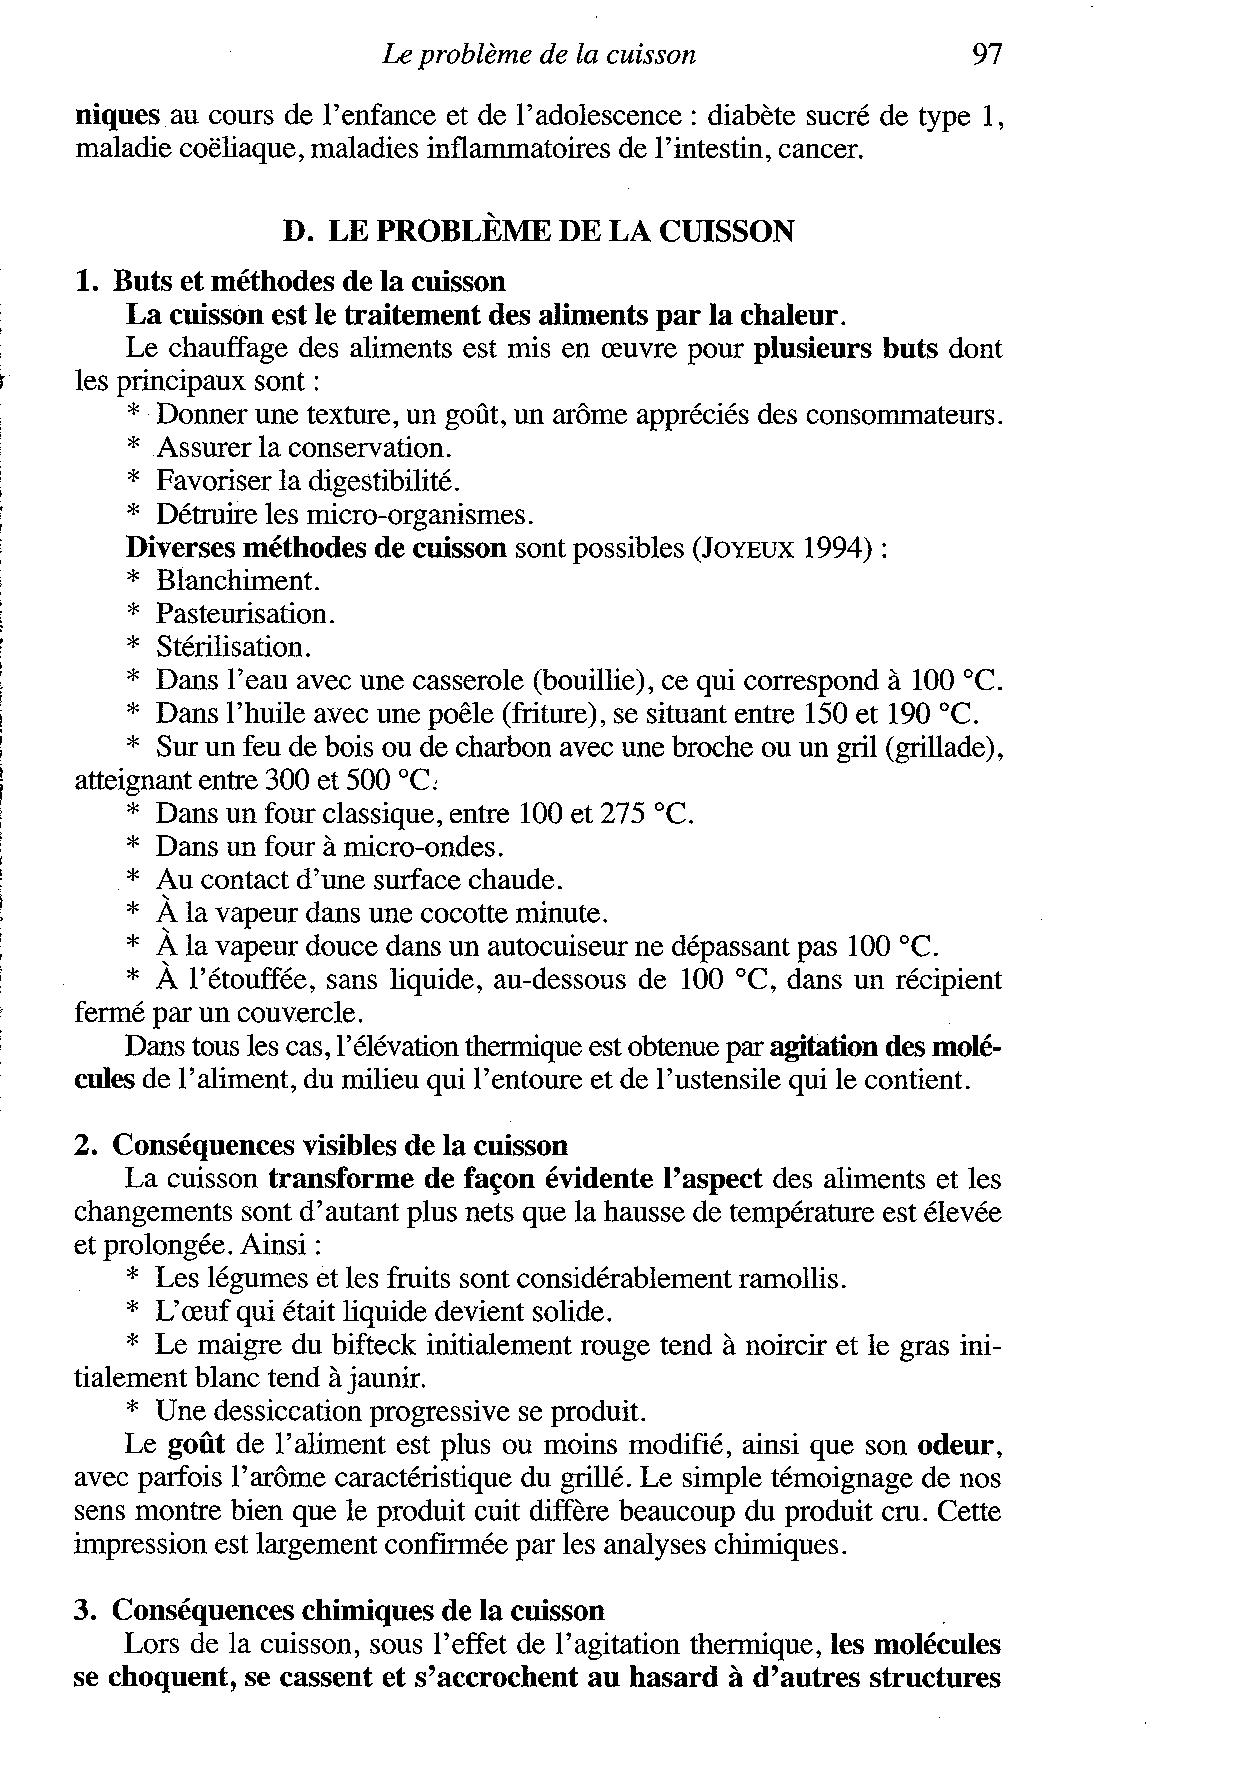 Le problème de la cuisson 97
niques au cours de l'enfance et de l'adolescence : diabète sucré de type 1,
maladie coëliaque, maladies inflammatoires de l'intestin, cancer.
D. LE PROBLÈME DE LA CUISSON
1. Buts et méthodes de la cuisson
La cuisson est le traitement des aliments par la chaleur.
Le chauffage des aliments est mis en œuvre pour plusieurs buts dont
les principaux sont :
* Donner une texture, un goût, un arôme appréciés des consommateurs.
* Assurer la conservation.
* Favoriser la digestibilité.
* Détruire les micro-organismes.
Diverses méthodes de cuisson sont possibles (JOYEUX 1994) :
* Blanchiment.
* Pasteurisation.
* Stérilisation.
* Dans l'eau avec une casserole (bouillie), ce qui correspond à 100 °C.
* Dans l'huile avec une poêle (friture), se situant entre 150 et 190 °C.
* Sur un feu de bois ou de charbon avec une broche ou un gril (grillade),
atteignant entre 300 et 500 °C.
* Dans un four classique, entre 100 et 275 °C.
* Dans un four à micro-ondes.
* Au contact d'une surface chaude.
* À la vapeur dans une cocotte minute.
* À la vapeur douce dans un autocuiseur ne dépassant pas 100 °C.
* À l'étouffée, sans liquide, au-dessous de 100 °C, dans un récipient
fermé par un couvercle.
Dans tous les cas, l'élévation thermique est obtenue par agitation des molé-
cules de l'aliment, du milieu qui l'entoure et de l'ustensile qui le contient.
2. Conséquences visibles de la cuisson
La cuisson transforme de façon évidente l'aspect des aliments et les
changements sont d'autant plus nets que la hausse de température est élevée
et prolongée. Ainsi :
* Les légumes et les fruits sont considérablement ramollis.
* L'œuf qui était liquide devient solide.
* Le maigre du bifteck initialement rouge tend à noircir et le gras ini-
tialement blanc tend à jaunir.
* Une dessiccation progressive se produit.
Le goût de l'aliment est plus ou moins modifié, ainsi que son odeur,
avec parfois l'arôme caractéristique du grillé. Le simple témoignage de nos
sens montre bien que le produit cuit diffère beaucoup du produit cru. Cette
impression est largement confirmée par les analyses chimiques.
3. Conséquences chimiques de la cuisson
Lors de la cuisson, sous l'effet de l'agitation thermique, les molécules
se choquent, se cassent et s'accrochent au hasard à d'autres structures